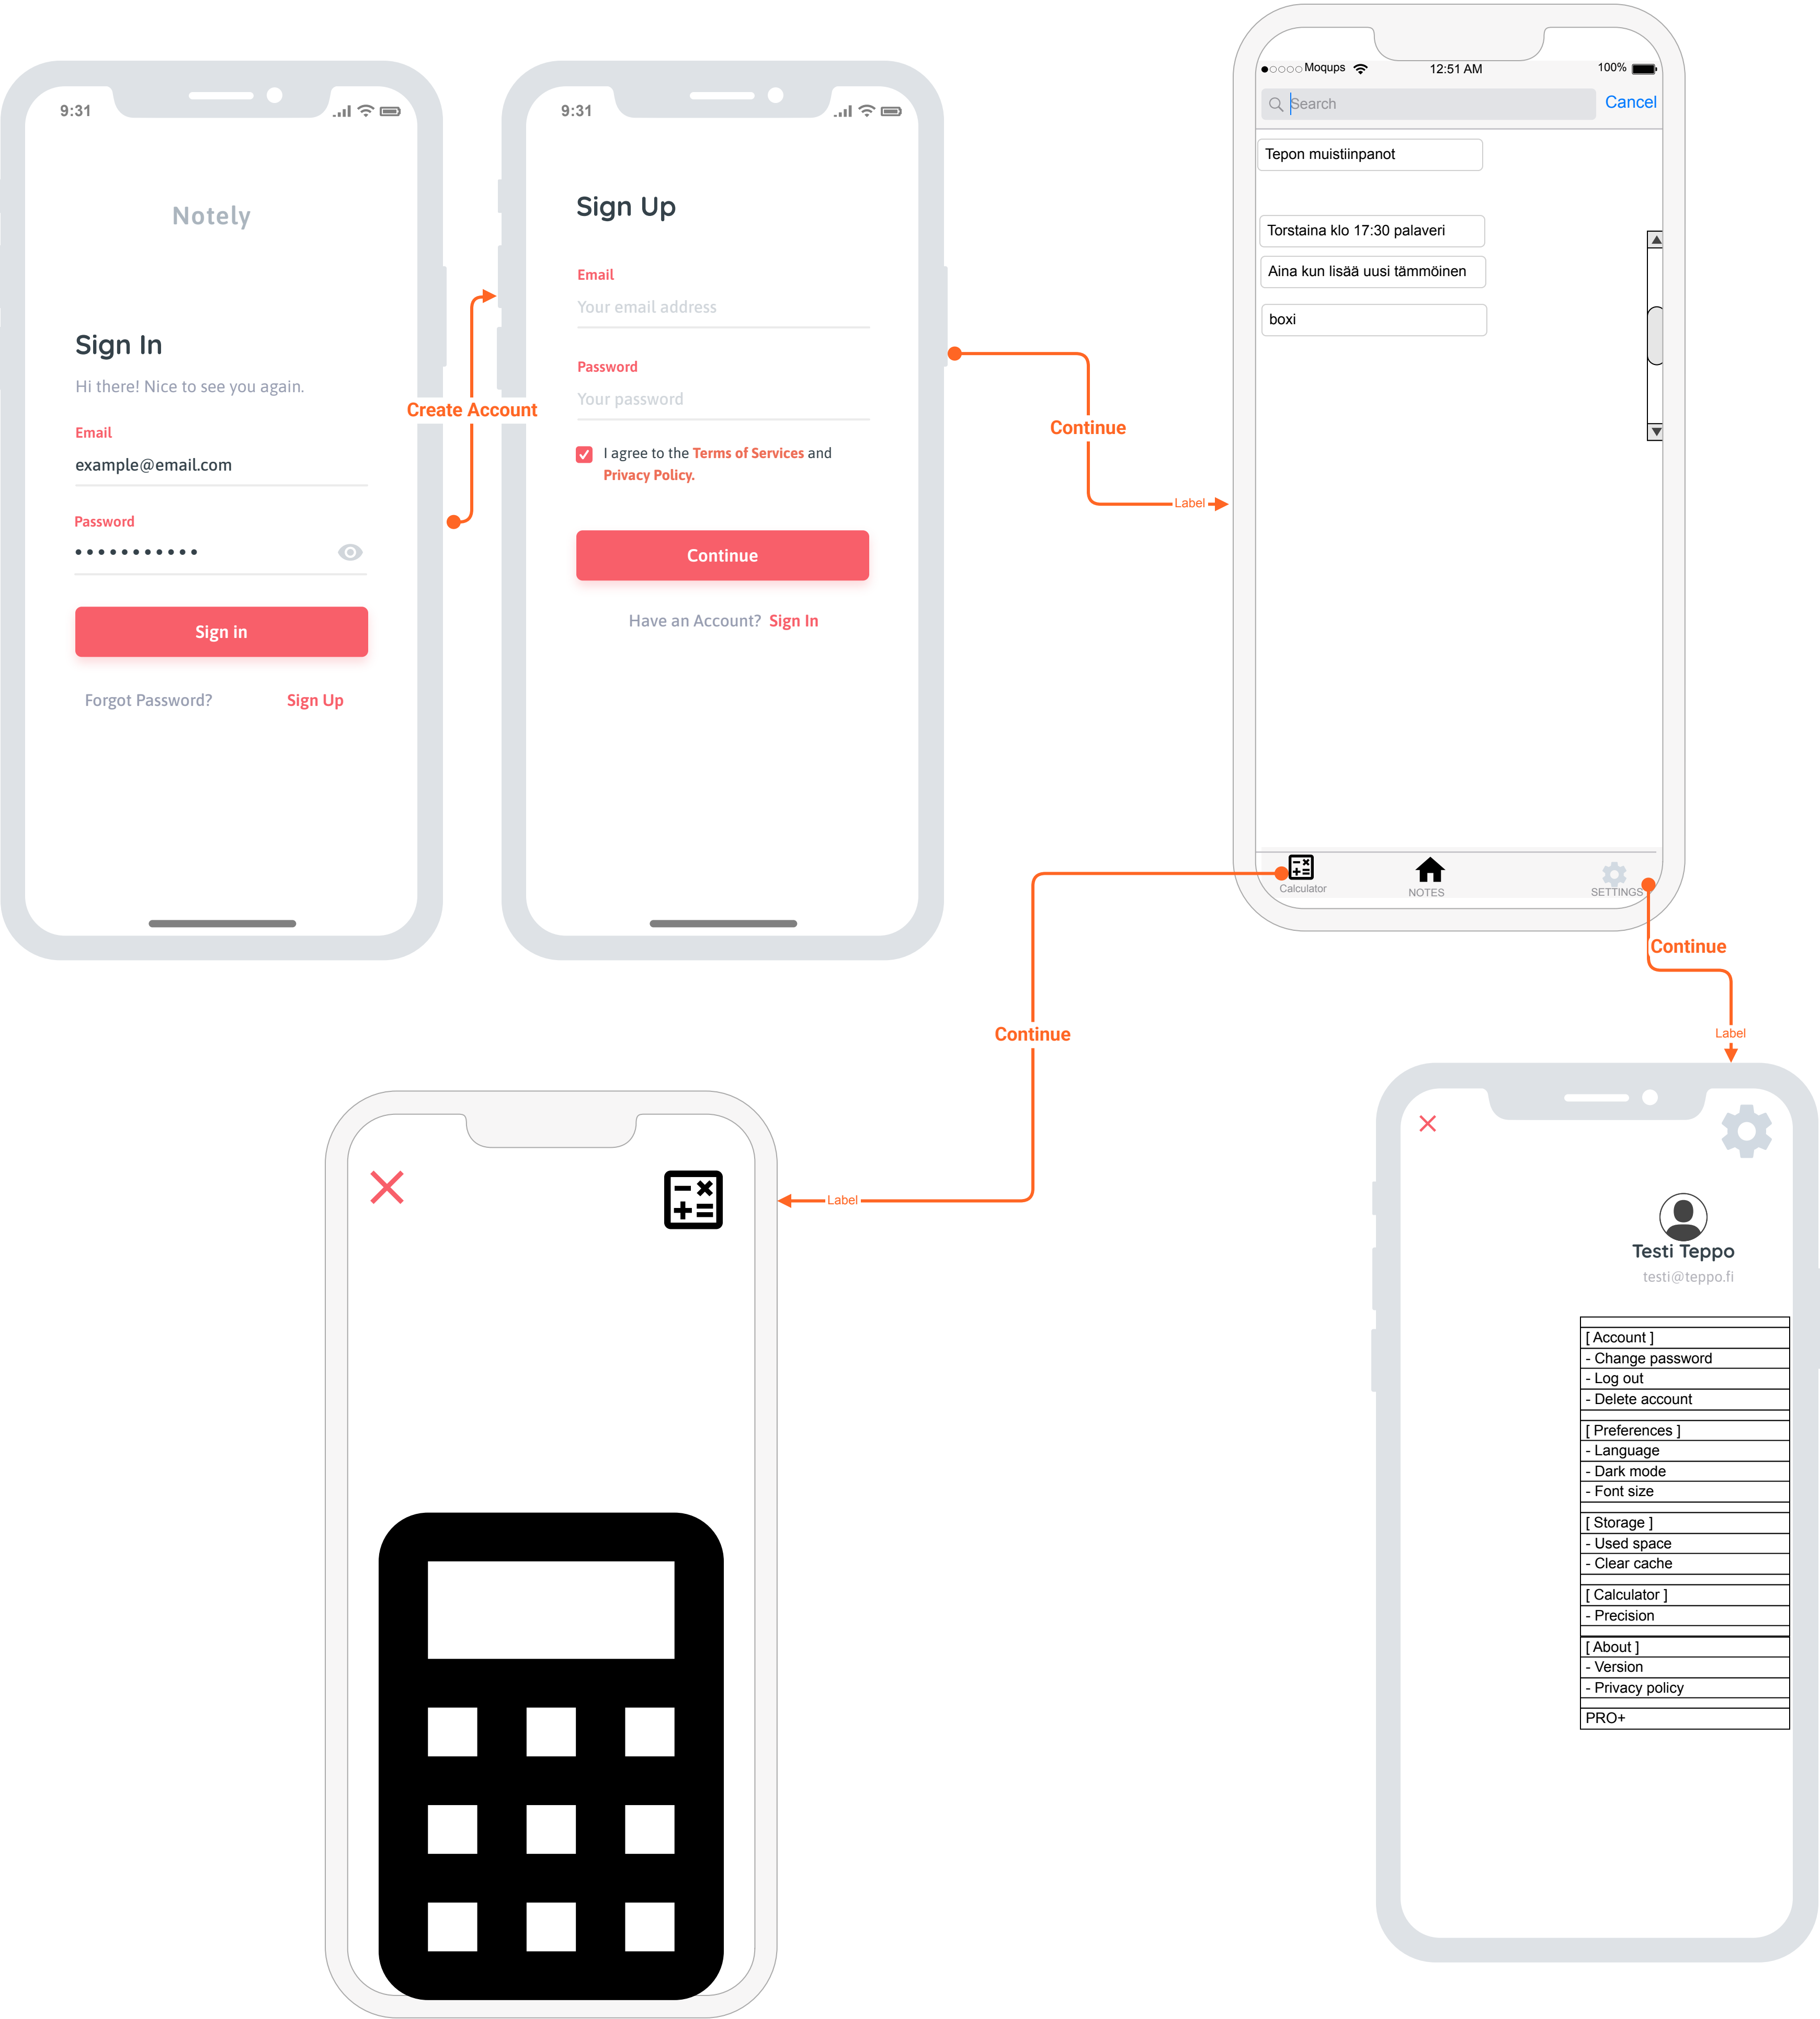 9:31
Notely
Sign In
Hi there! Nice to see you again.
Email
example@email.com
Password
Sign in
Forgot Password? Sign Up
Create Account
9:31
Sign Up
Email
Your email address
Password
Your password
I agree to the Terms of Services and
Privacy Policy.
Continue
Have an Account? Sign In
Continue
Label
Moqups 12:51 AM 100%
Search Cancel
Tepon muistiinpanot
Torstaina klo 17:30 palaveri
Aina kun lisää uusi tämmöinen
boxi
Calculator NOTES SETTINGS
Continue
Label
Continue
Label
Testi Teppo
testi@teppo.fi
[ Account ]
- Change password
- Log out
- Delete account
[ Preferences ]
- Language
- Dark mode
- Font size
[ Storage ]
- Used space
- Clear cache
[ Calculator ]
- Precision
[ About ]
- Version
- Privacy policy
PRO+